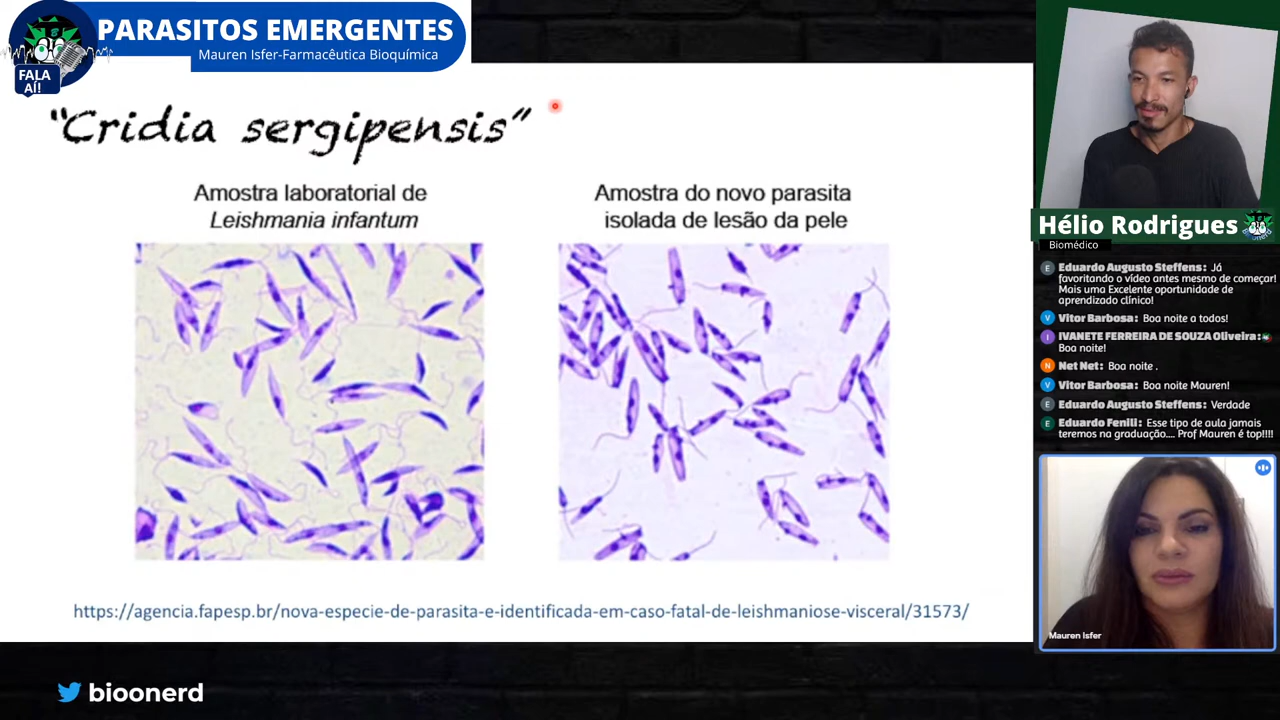 PARASITOS EMERGENTES
Mauren Isfer-Farmacêutica Bioquímica
FALA
AÍ!
"Cridia sergipensis"
Amostra laboratorial de
Leishmania infantum
Amostra do novo parasita
isolada de lesão da pele
https://agencia.fapesp.br/nova-especie-de-parasita-e-identificada-em-caso-fatal-de-leishmaniose-visceral/31573/
bioonerd
Hélio Rodrigues
Biomédico
E Eduardo Augusto Steffens: Já
favoritando o vídeo antes mesmo de começar!
Mais uma Excelente oportunidade de
aprendizado clínico!
V Vitor Barbosa: Boa noite a todos!
I IVANETE FERREIRA DE SOUZA Oliveira:
Boa noite!
N Net Net: Boa noite .
V Vitor Barbosa: Boa noite Mauren!
E Eduardo Augusto Steffens: Verdade
E Eduardo Fenili: Esse tipo de aula jamais
teremos na graduação.... Prof Mauren é top!!!!
Mauren Isfer